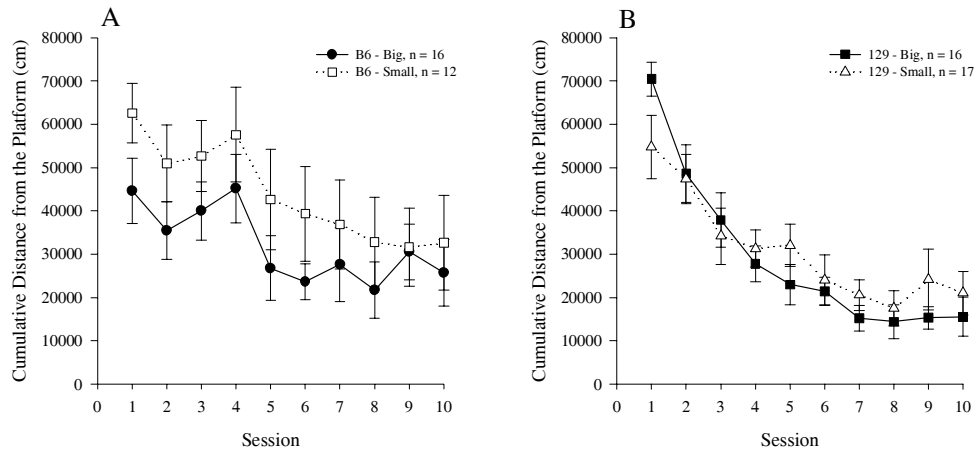 A
Cumulative Distance from the Platform (cm)
80000
70000
60000
50000
40000
30000
20000
10000
0
B6 - Big, n = 16
B6 - Small, n = 12
0 1 2 3 4 5 6 7 8 9 10
Session
B
Cumulative Distance from the Platform (cm)
80000
70000
60000
50000
40000
30000
20000
10000
0
129 - Big, n = 16
129 - Small, n = 17
0 1 2 3 4 5 6 7 8 9 10
Session